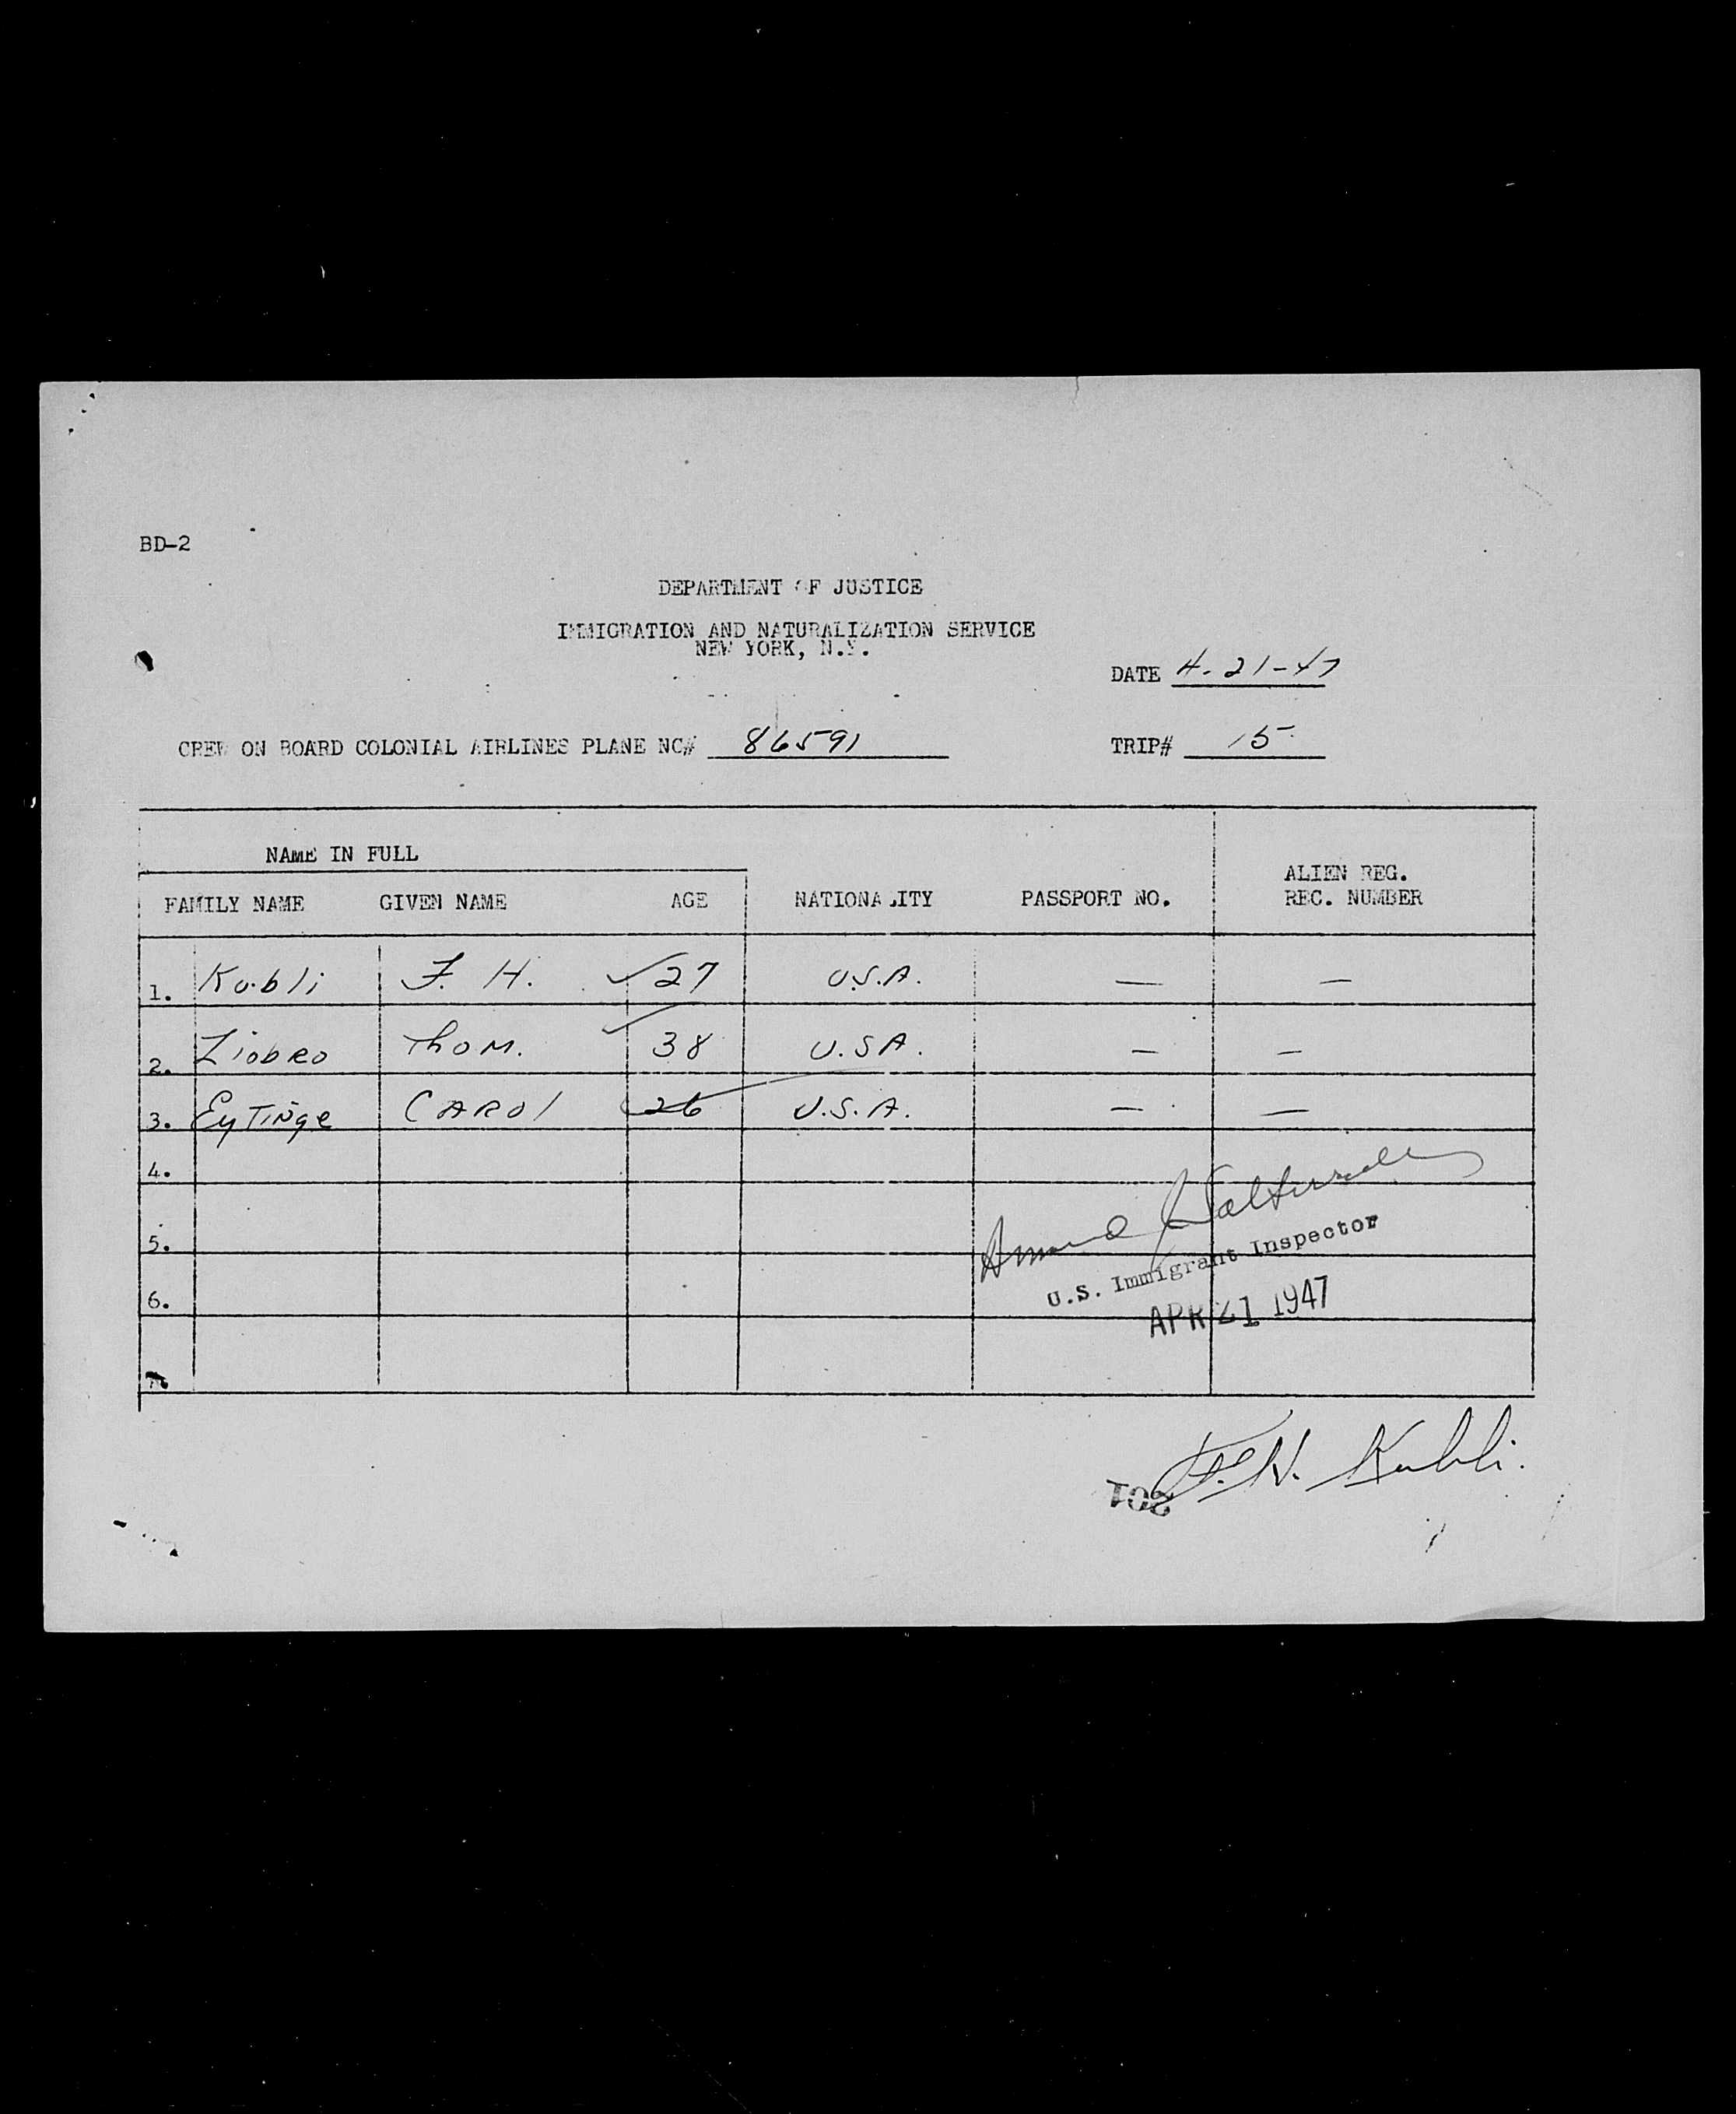 BD-2
DEPARTMENT OF JUSTICE
IMMIGRATION AND NATURALIZATION SERVICE
NEW YORK, N.Y.
DATE 4-21-47
CREW ON BOARD COLONIAL AIRLINES PLANE NC# 86591 TRIP# 15
NAME IN FULL
FAMILY NAME GIVEN NAME AGE NATIONALITY PASSPORT NO. ALIEN REG. REC. NUMBER
1. Kubli F. H. ✓ 27 U.S.A. — —
2. Ziobro Thom. ✓ 38 U.SA. — —
3. Eytinge CAROl 26 U.S.A. — —
4.
5.
U.S. Immigrant Inspector
6.
APR 21 1947
F.H. Kubli.
201